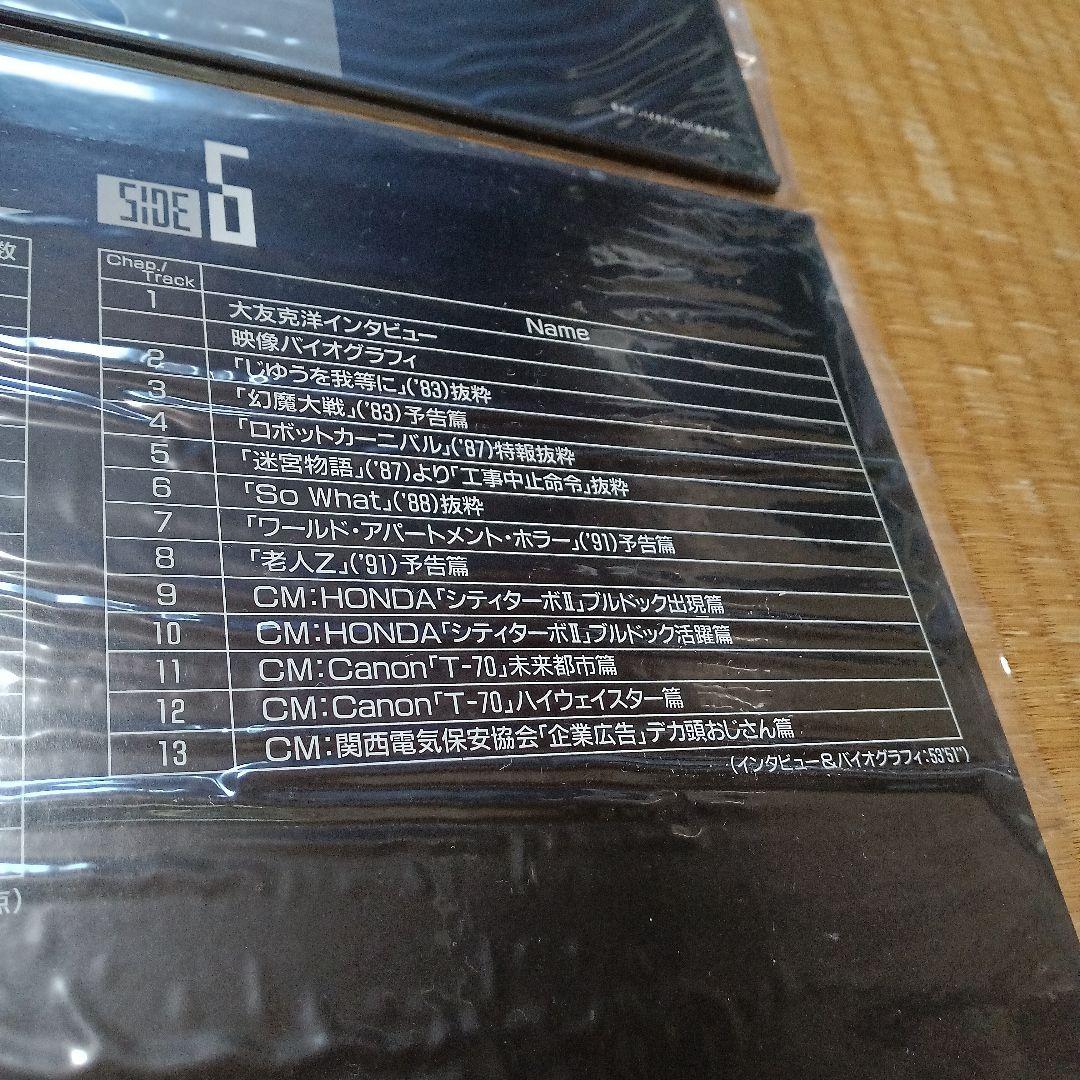 SIDE 5
数
Chap./Track
Name
1 大友克洋インタビュー
映像バイオグラフィ
2 「じゆうを我等に」('83)抜粋
3 「幻魔大戦」('83)予告篇
4 「ロボットカーニバル」('87)特報抜粋
5 「迷宮物語」('87)より「工事中止命令」抜粋
6 「So What」('88)抜粋
7 「ワールド・アパートメント・ホラー」('91)予告篇
8 「老人Z」('91)予告篇
9 CM:HONDA「シティターボII」ブルドック出現篇
10 CM:HONDA「シティターボII」ブルドック活躍篇
11 CM:Canon「T-70」未来都市篇
12 CM:Canon「T-70」ハイウェイスター篇
13 CM:関西電気保安協会「企業広告」デカ頭おじさん篇
(インタビュー&バイオグラフィ:53'51")